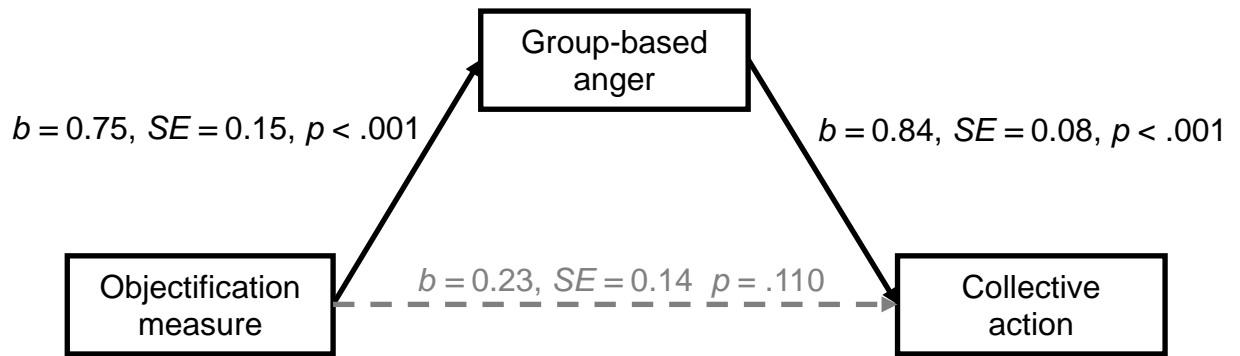 Group-based
anger
b = 0.75, SE = 0.15, p < .001
b = 0.84, SE = 0.08, p < .001
b = 0.23, SE = 0.14 p = .110
Objectification
measure
Collective
action